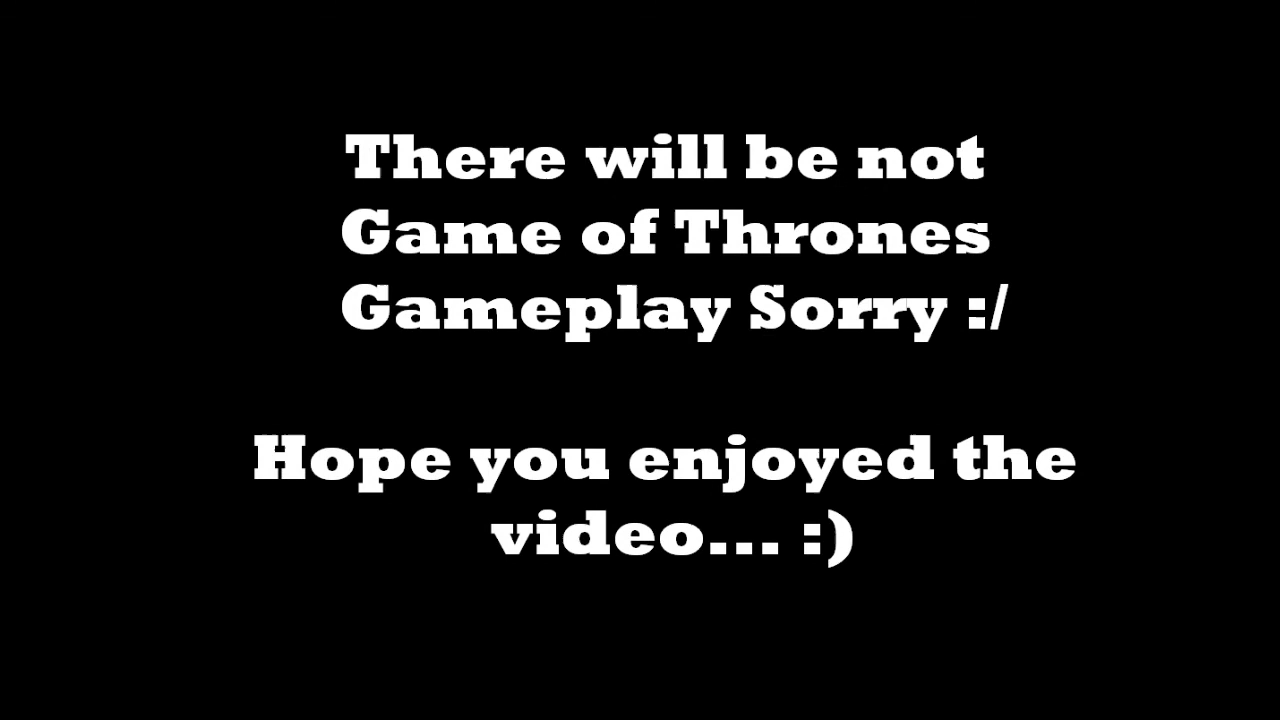 There will be not
Game of Thrones
Gameplay Sorry :/
Hope you enjoyed the
video... :)